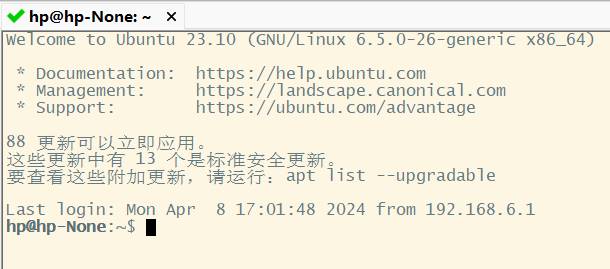 hp@hp-None: ~ ×
Welcome to Ubuntu 23.10 (GNU/Linux 6.5.0-26-generic x86_64)
* Documentation:  https://help.ubuntu.com
* Management:     https://landscape.canonical.com
* Support:        https://ubuntu.com/advantage
88 更新可以立即应用。
这些更新中有 13 个是标准安全更新。
要查看这些附加更新，请运行：apt list --upgradable
Last login: Mon Apr  8 17:01:48 2024 from 192.168.6.1
hp@hp-None:~$